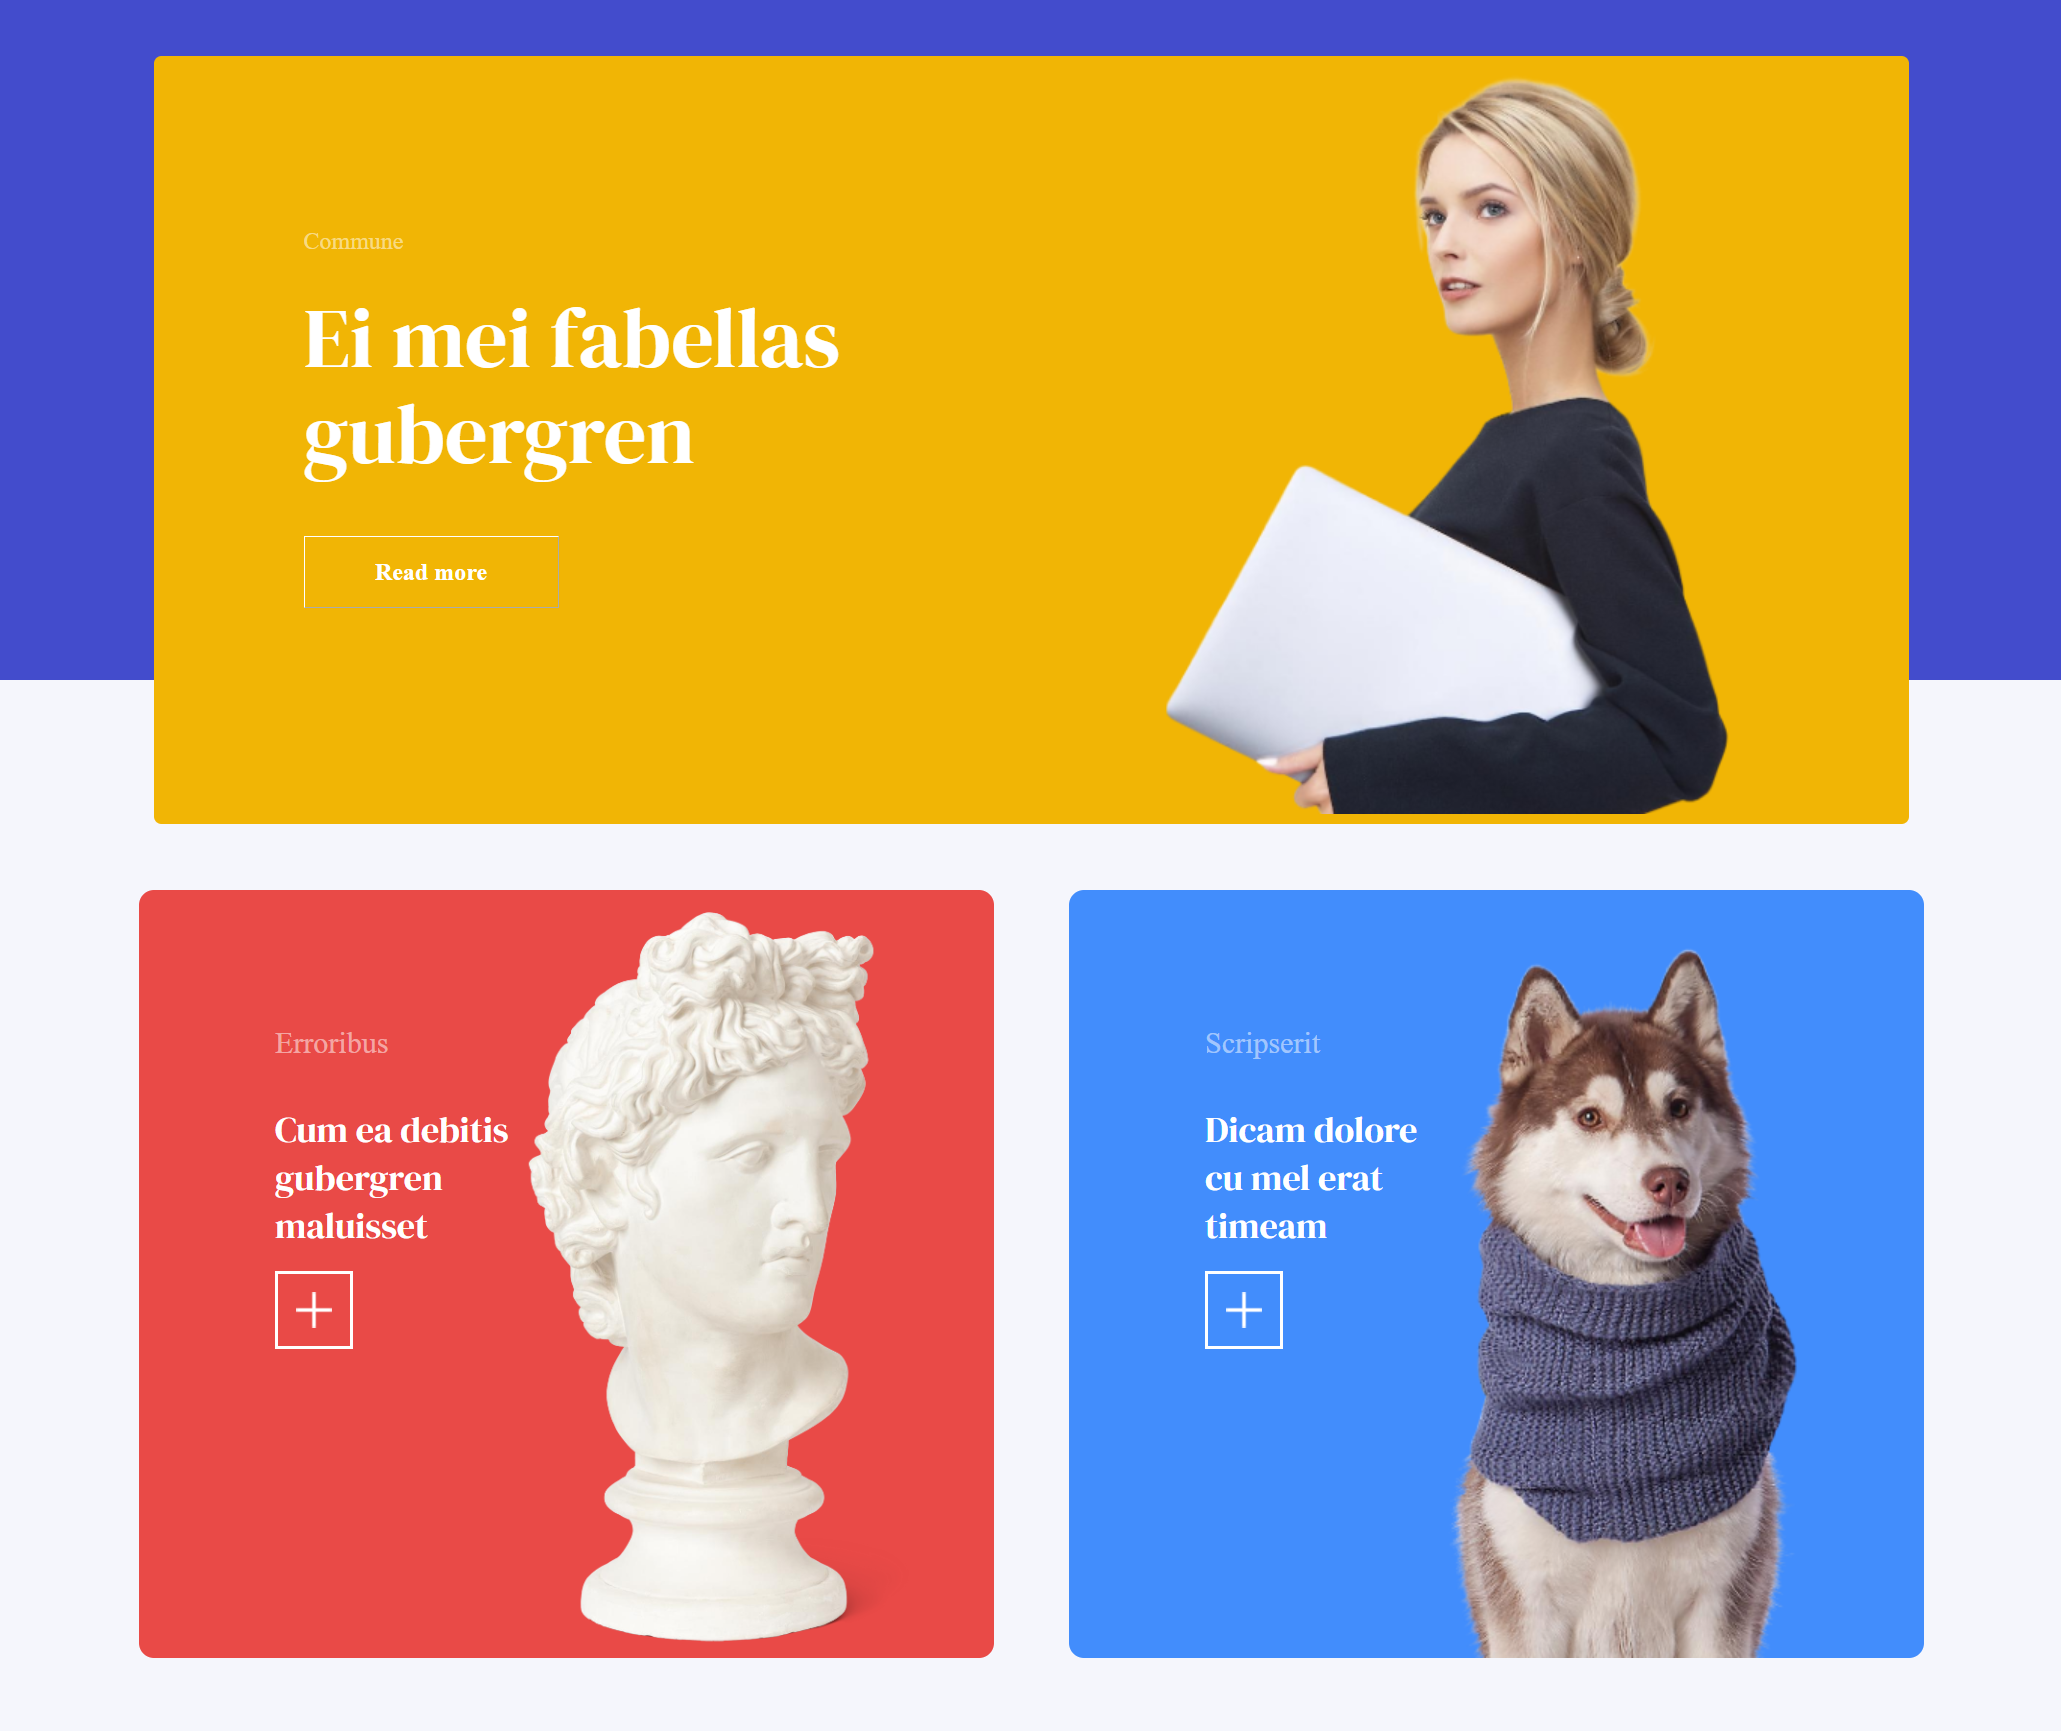 Commune
Ei mei fabellas
gubergren
Read more
Erroribus
Cum ea debitis
gubergren
maluisset
Scripserit
Dicam dolore
cu mel erat
timeam